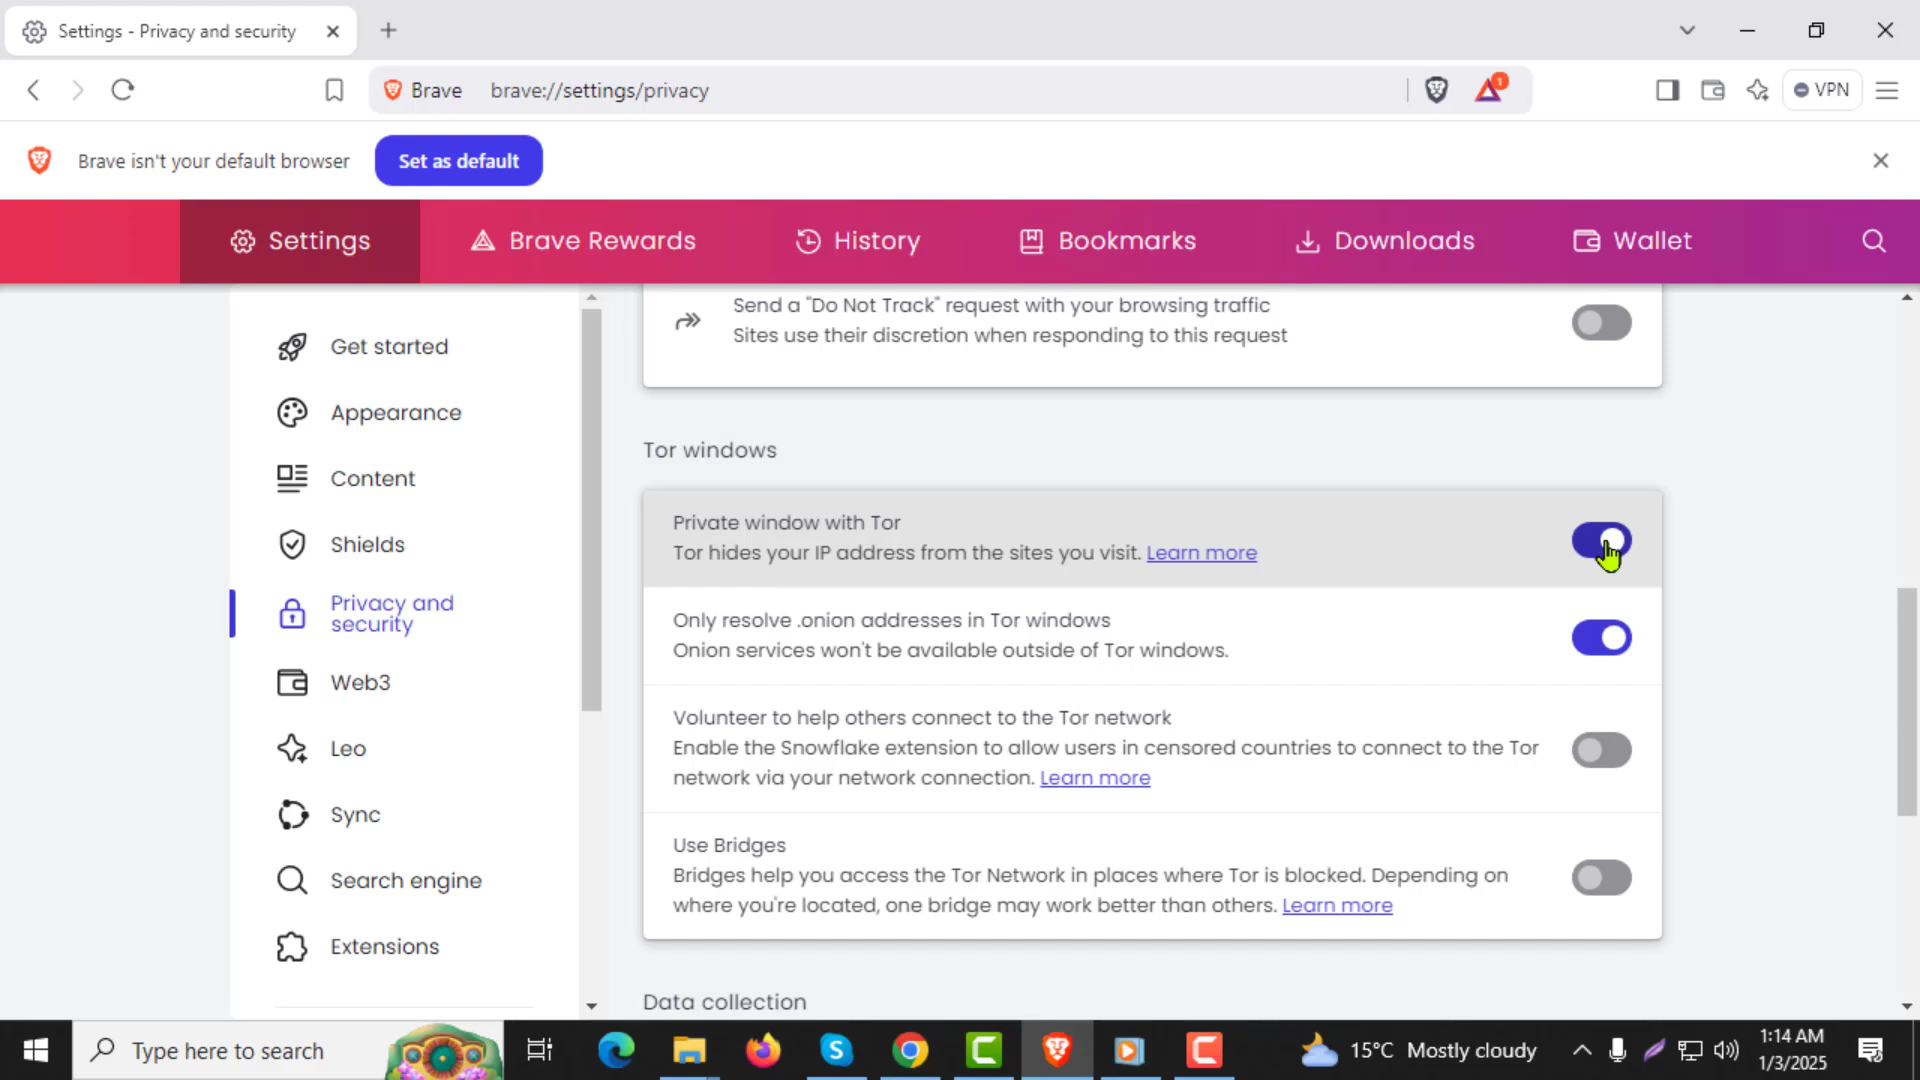 Settings - Privacy and security
Brave brave://settings/privacy
1
VPN
Brave isn't your default browser
Set as default
Settings
Brave Rewards
History
Bookmarks
Downloads
Wallet
Get started
Appearance
Content
Shields
Privacy and
security
Web3
Leo
Sync
Search engine
Extensions
Send a "Do Not Track" request with your browsing traffic
Sites use their discretion when responding to this request
Tor windows
Private window with Tor
Tor hides your IP address from the sites you visit. Learn more
Only resolve .onion addresses in Tor windows
Onion services won't be available outside of Tor windows.
Volunteer to help others connect to the Tor network
Enable the Snowflake extension to allow users in censored countries to connect to the Tor
network via your network connection. Learn more
Use Bridges
Bridges help you access the Tor Network in places where Tor is blocked. Depending on
where you're located, one bridge may work better than others. Learn more
Data collection
Type here to search
15°C Mostly cloudy
1:14 AM
1/3/2025